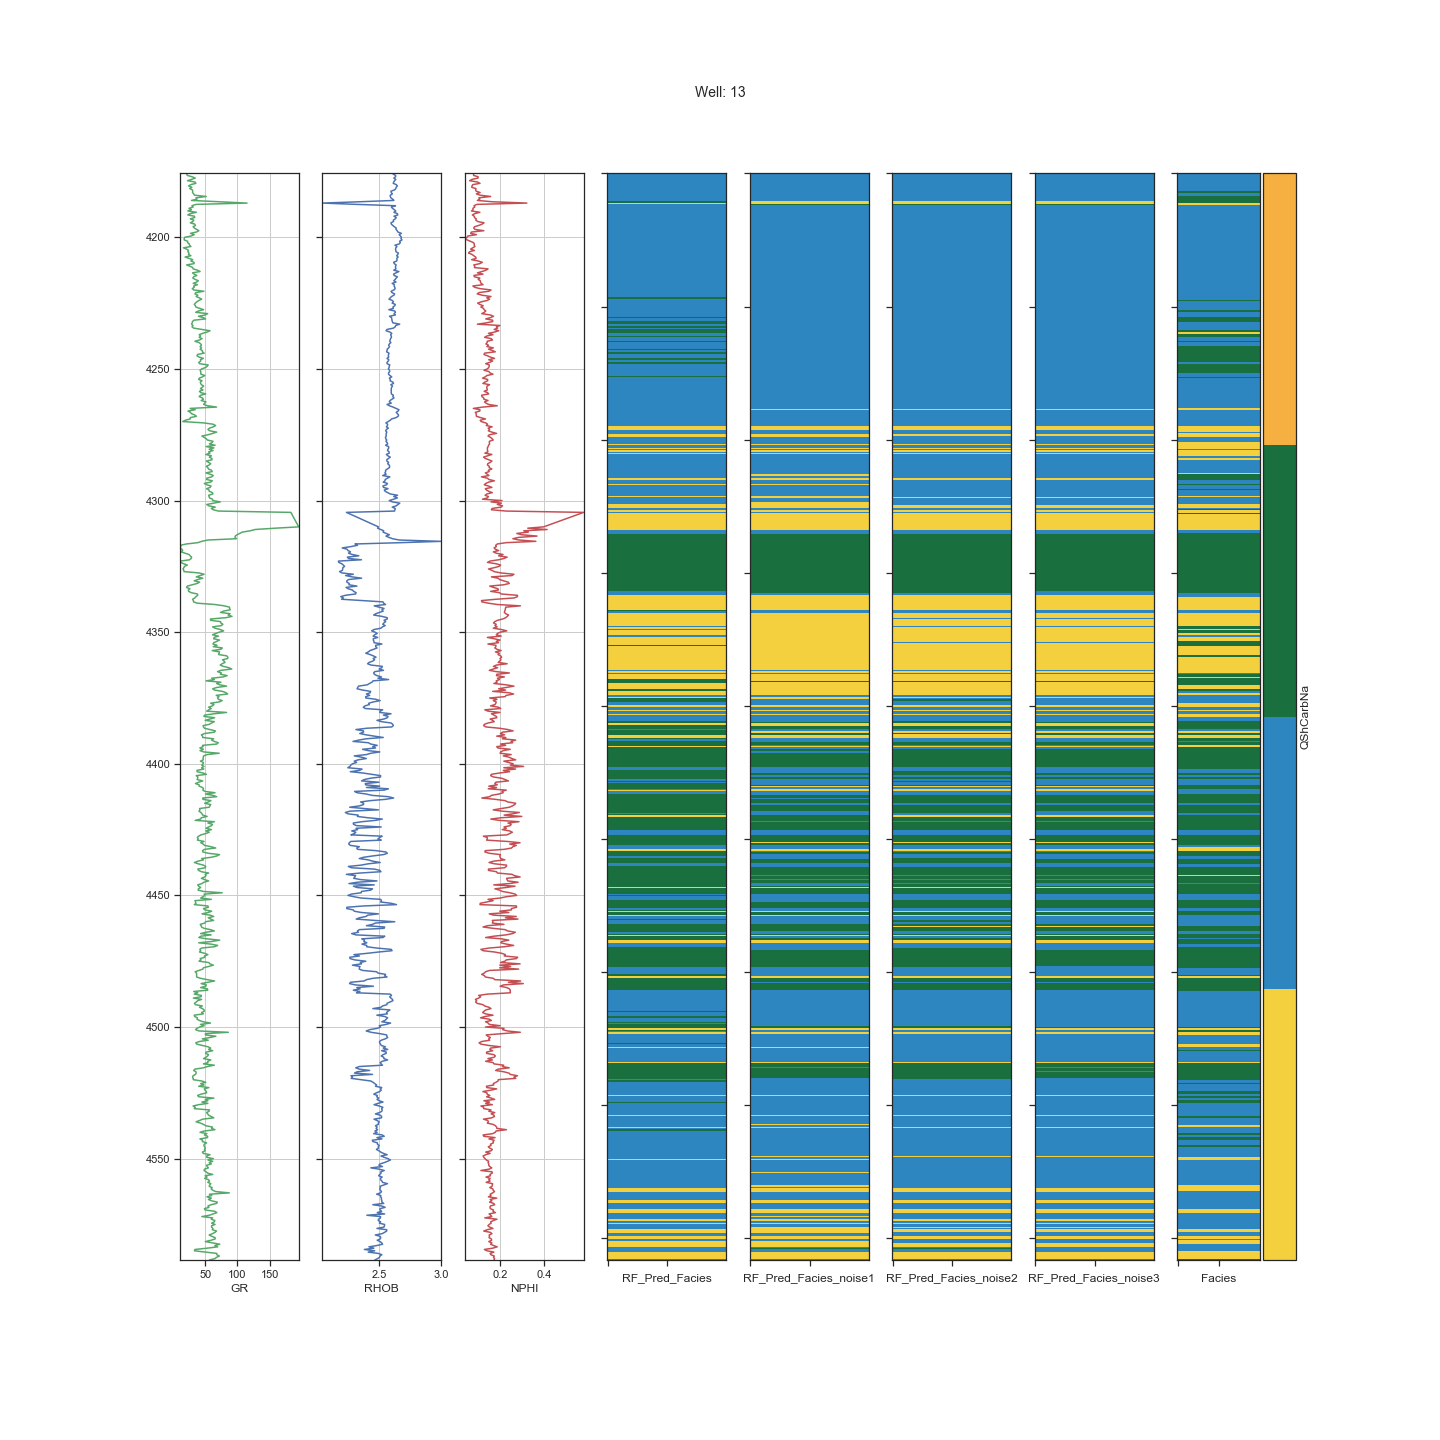 Well: 13
4200
4250
4300
4350
4400
4450
4500
4550
50 100 150
2.5 3.0
0.2 0.4
GR
RHOB
NPHI
RF_Pred_Facies
RF_Pred_Facies_noise1
RF_Pred_Facies_noise2
RF_Pred_Facies_noise3
Facies
QShCarbNa